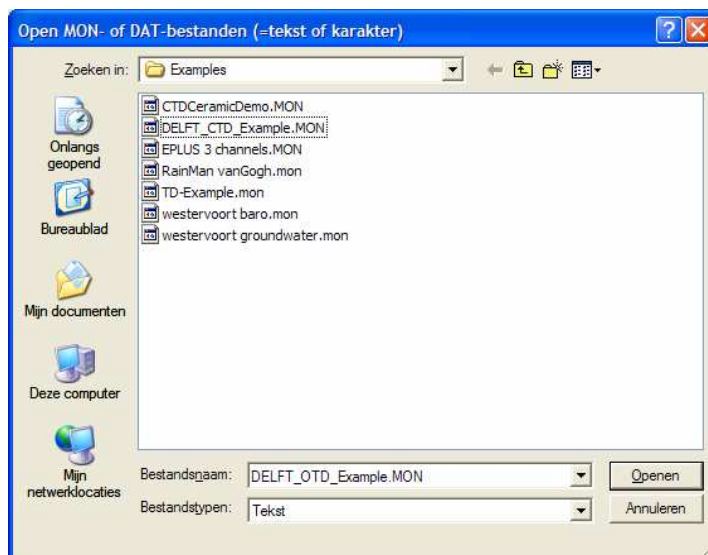 Open MON- of DAT-bestanden (=tekst of karakter)
Zoeken in:
Examples
Onlangs geopend
Bureaublad
Mijn documenten
Deze computer
Mijn netwerklocaties
CTDCeramicDemo.MON
DELFT_CTD_Example.MON
EPLUS 3 channels.MON
RainMan vanGogh.mon
TD-Example.mon
westervoort baro.mon
westervoort groundwater.mon
Bestandsnaam:
DELFT_OTD_Example.MON
Openen
Bestandstypen:
Tekst
Annuleren